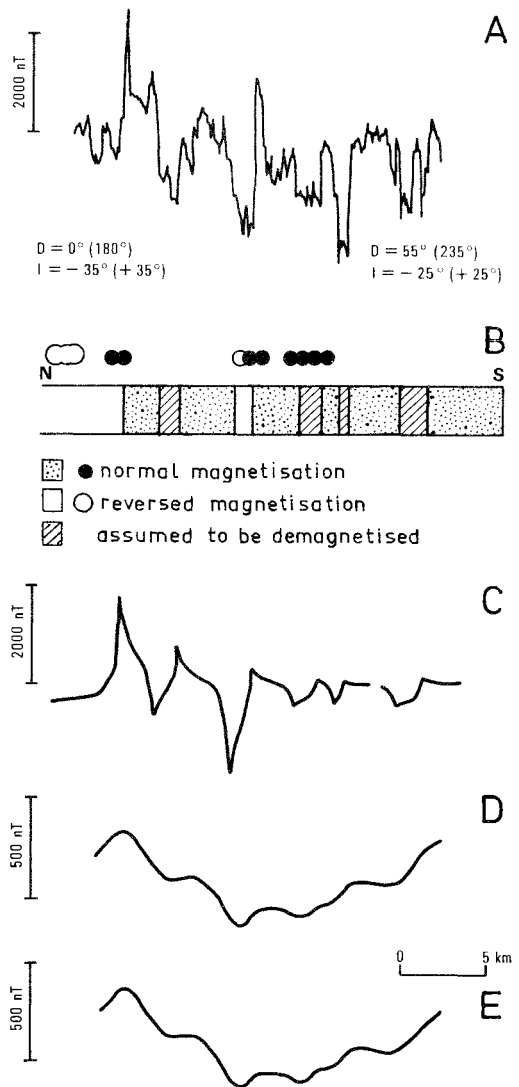 A
2000 nT
D = 0° (180°)
I = - 35° (+ 35°)
D = 55° (235°)
I = - 25° (+ 25°)
B
N
S
normal magnetisation
reversed magnetisation
assumed to be demagnetised
C
2000 nT
D
500 nT
0 5 km
E
500 nT